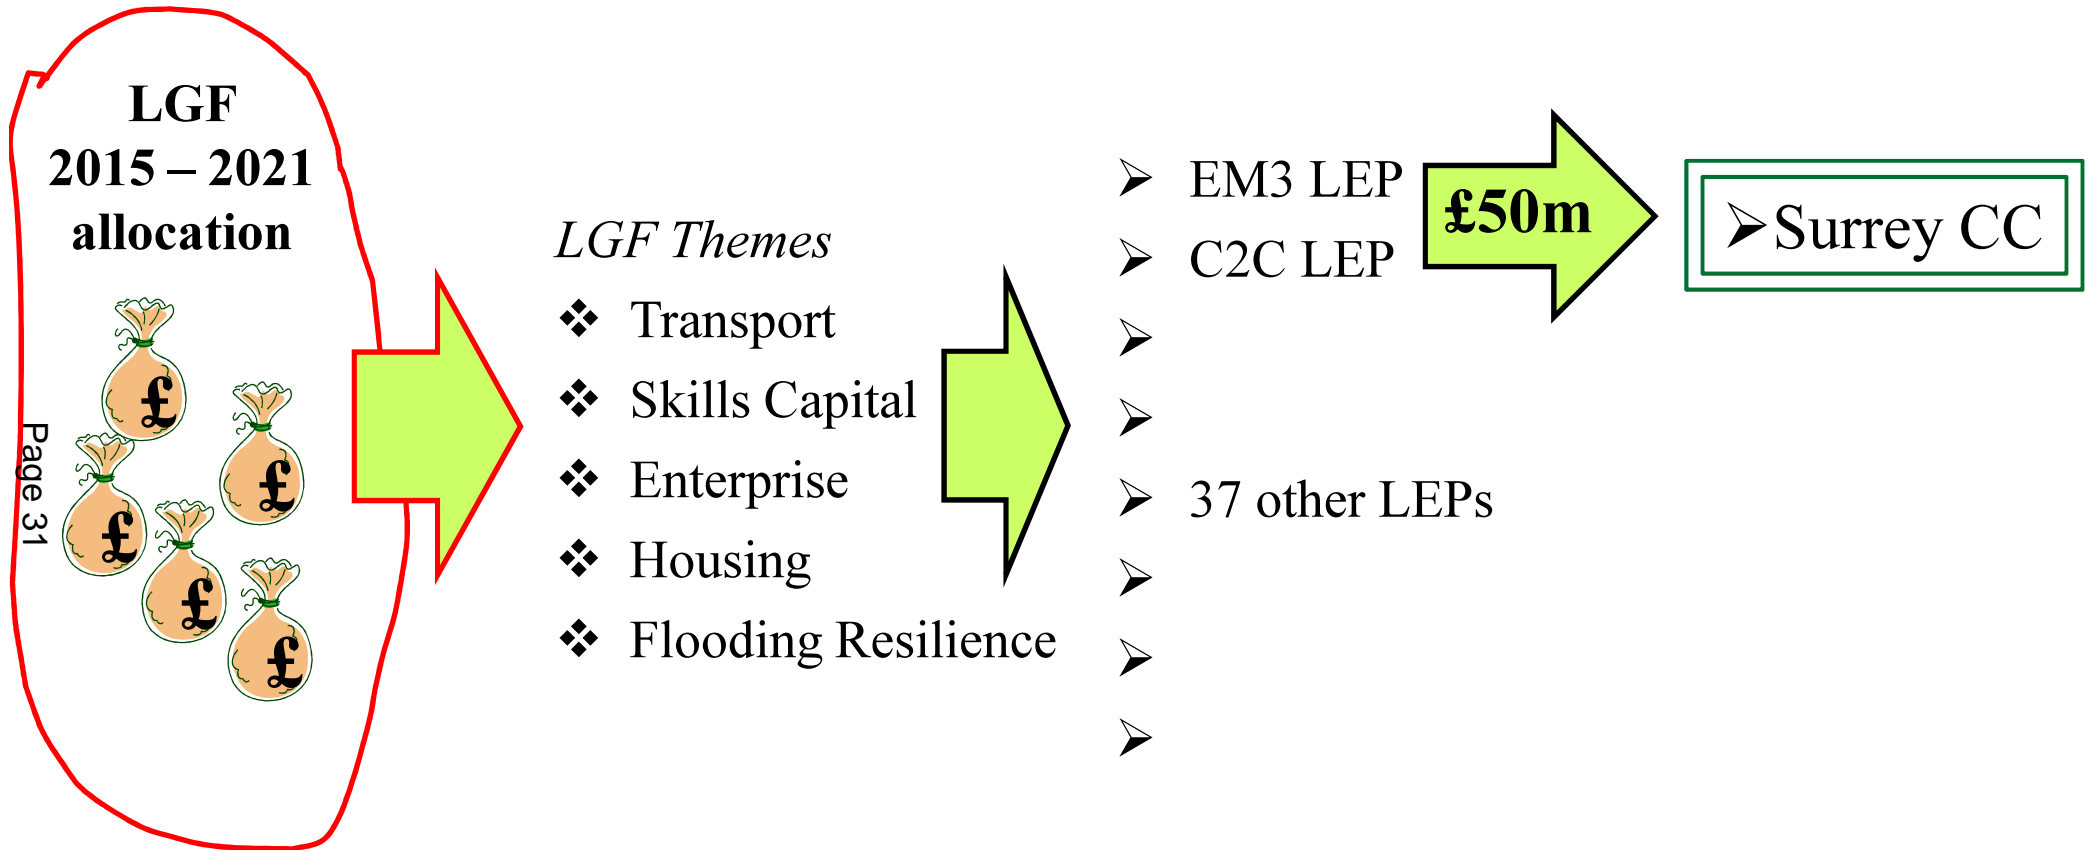 LGF
2015 – 2021
allocation
£
£
£
£
£
Page 31
LGF Themes
❖ Transport
❖ Skills Capital
❖ Enterprise
❖ Housing
❖ Flooding Resilience
➢ EM3 LEP
➢ C2C LEP
➢
➢
➢ 37 other LEPs
➢
➢
➢
£50m
➢Surrey CC